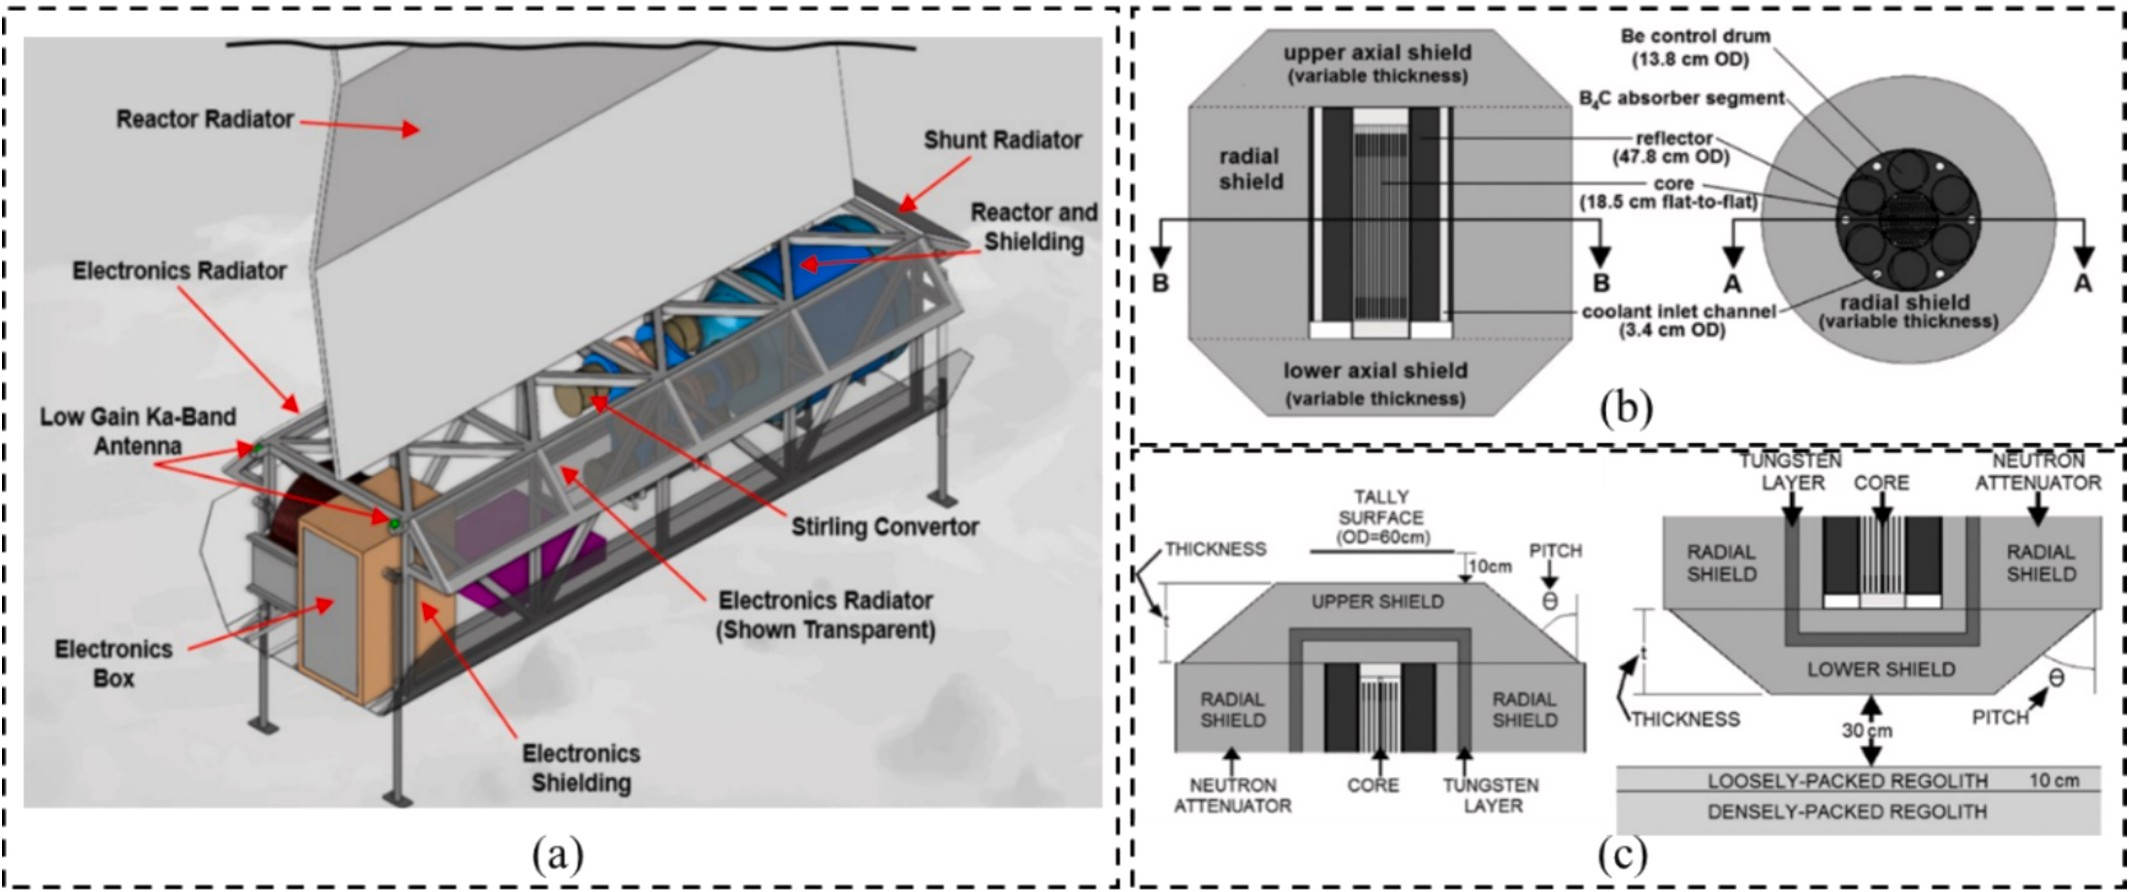 Reactor Radiator
Shunt Radiator
Reactor and
Shielding
Electronics Radiator
Low Gain Ka-Band
Antenna
Stirling Convertor
Electronics Radiator
(Shown Transparent)
Electronics
Box
Electronics
Shielding
(a)
upper axial shield
(variable thickness)
radial
shield
lower axial shield
(variable thickness)
B
B
Be control drum
(13.8 cm OD)
B₄C absorber segment
reflector
(47.8 cm OD)
core
(18.5 cm flat-to-flat)
A
A
coolant inlet channel
(3.4 cm OD)
radial shield
(variable thickness)
(b)
TALLY
SURFACE
(OD=60cm)
THICKNESS
10cm
PITCH
θ
t
UPPER SHIELD
RADIAL
SHIELD
RADIAL
SHIELD
NEUTRON
ATTENUATOR
CORE
TUNGSTEN
LAYER
TUNGSTEN
LAYER
CORE
NEUTRON
ATTENUATOR
RADIAL
SHIELD
RADIAL
SHIELD
t
LOWER SHIELD
θ
THICKNESS
PITCH
30 cm
LOOSELY-PACKED REGOLITH 10 cm
DENSELY-PACKED REGOLITH
(c)